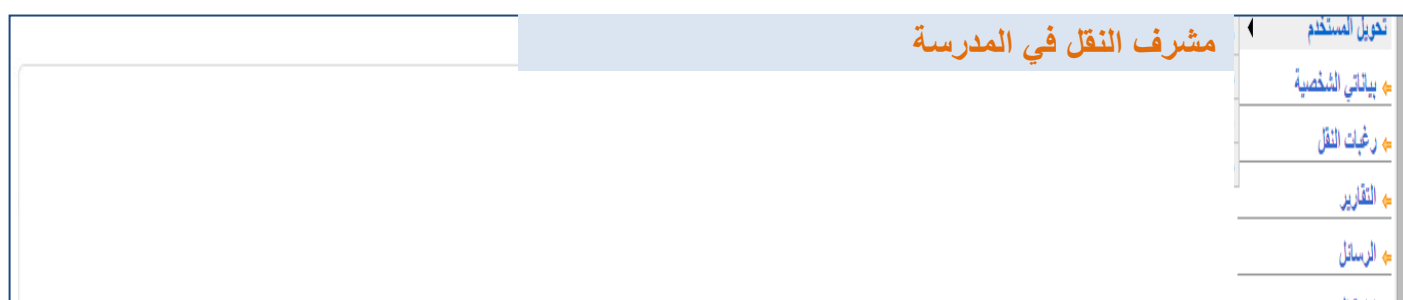 تحويل المستخدم
مشرف النقل في المدرسة
بياناتي الشخصية
رغبات النقل
التقارير
الرسائل